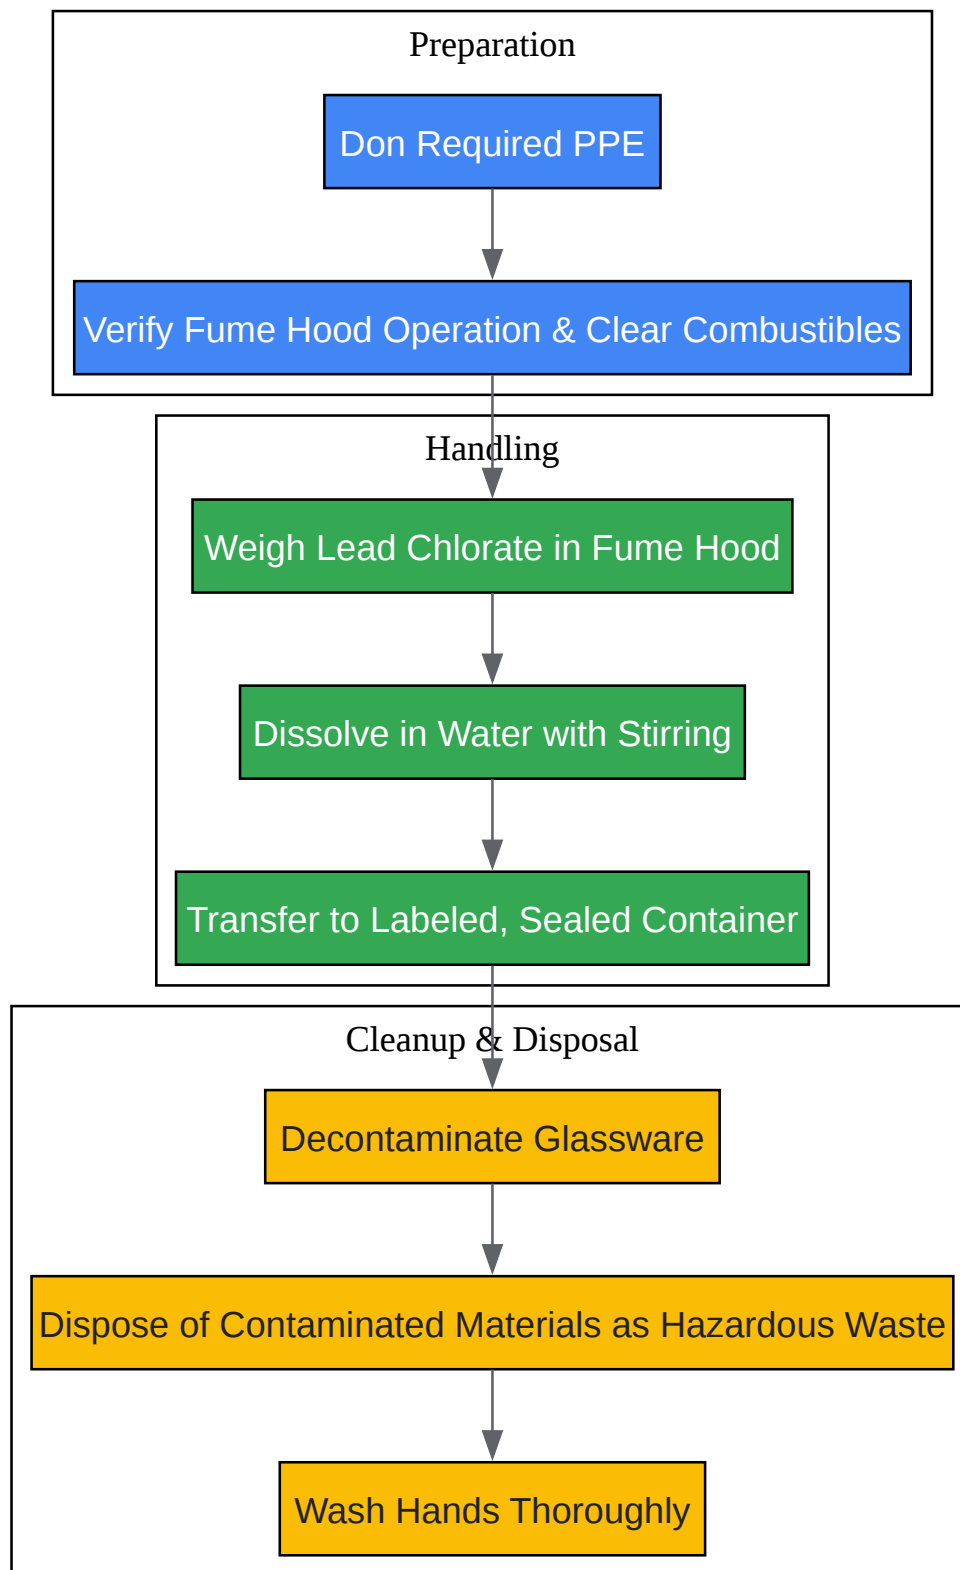 Preparation
Don Required PPE
Verify Fume Hood Operation & Clear Combustibles
Handling
Weigh Lead Chlorate in Fume Hood
Dissolve in Water with Stirring
Transfer to Labeled, Sealed Container
Cleanup & Disposal
Decontaminate Glassware
Dispose of Contaminated Materials as Hazardous Waste
Wash Hands Thoroughly